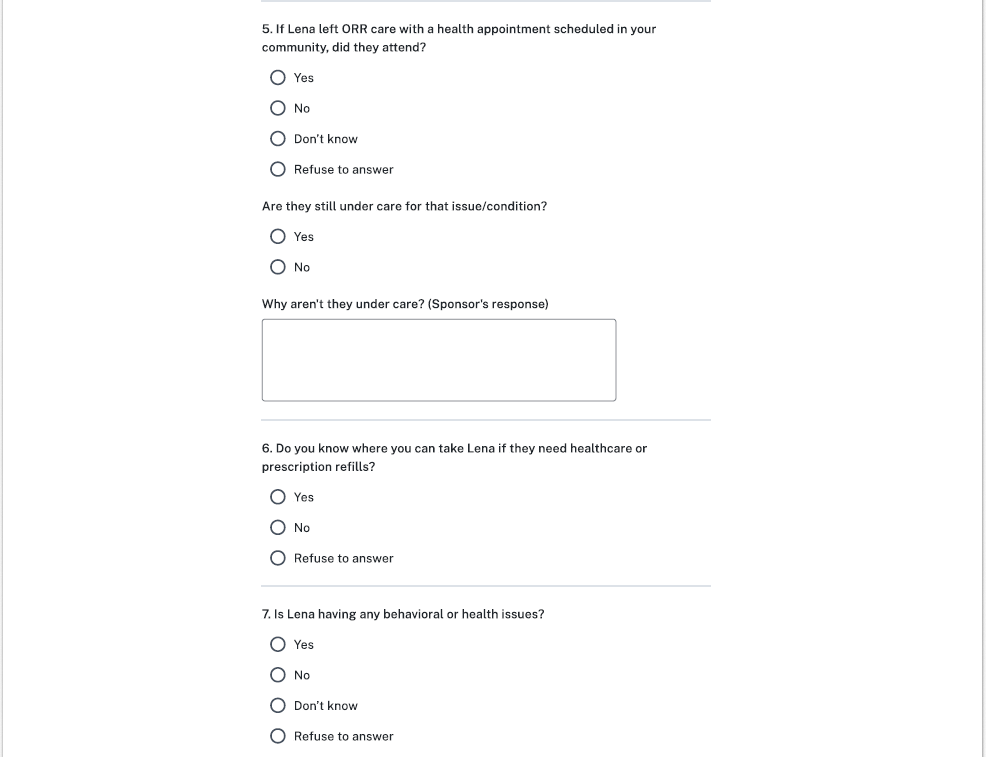 5. If Lena left ORR care with a health appointment scheduled in your
community, did they attend?
Yes
No
Don't know
Refuse to answer
Are they still under care for that issue/condition?
Yes
No
Why aren't they under care? (Sponsor's response)
6. Do you know where you can take Lena if they need healthcare or
prescription refills?
Yes
No
Refuse to answer
7. Is Lena having any behavioral or health issues?
Yes
No
Don't know
Refuse to answer